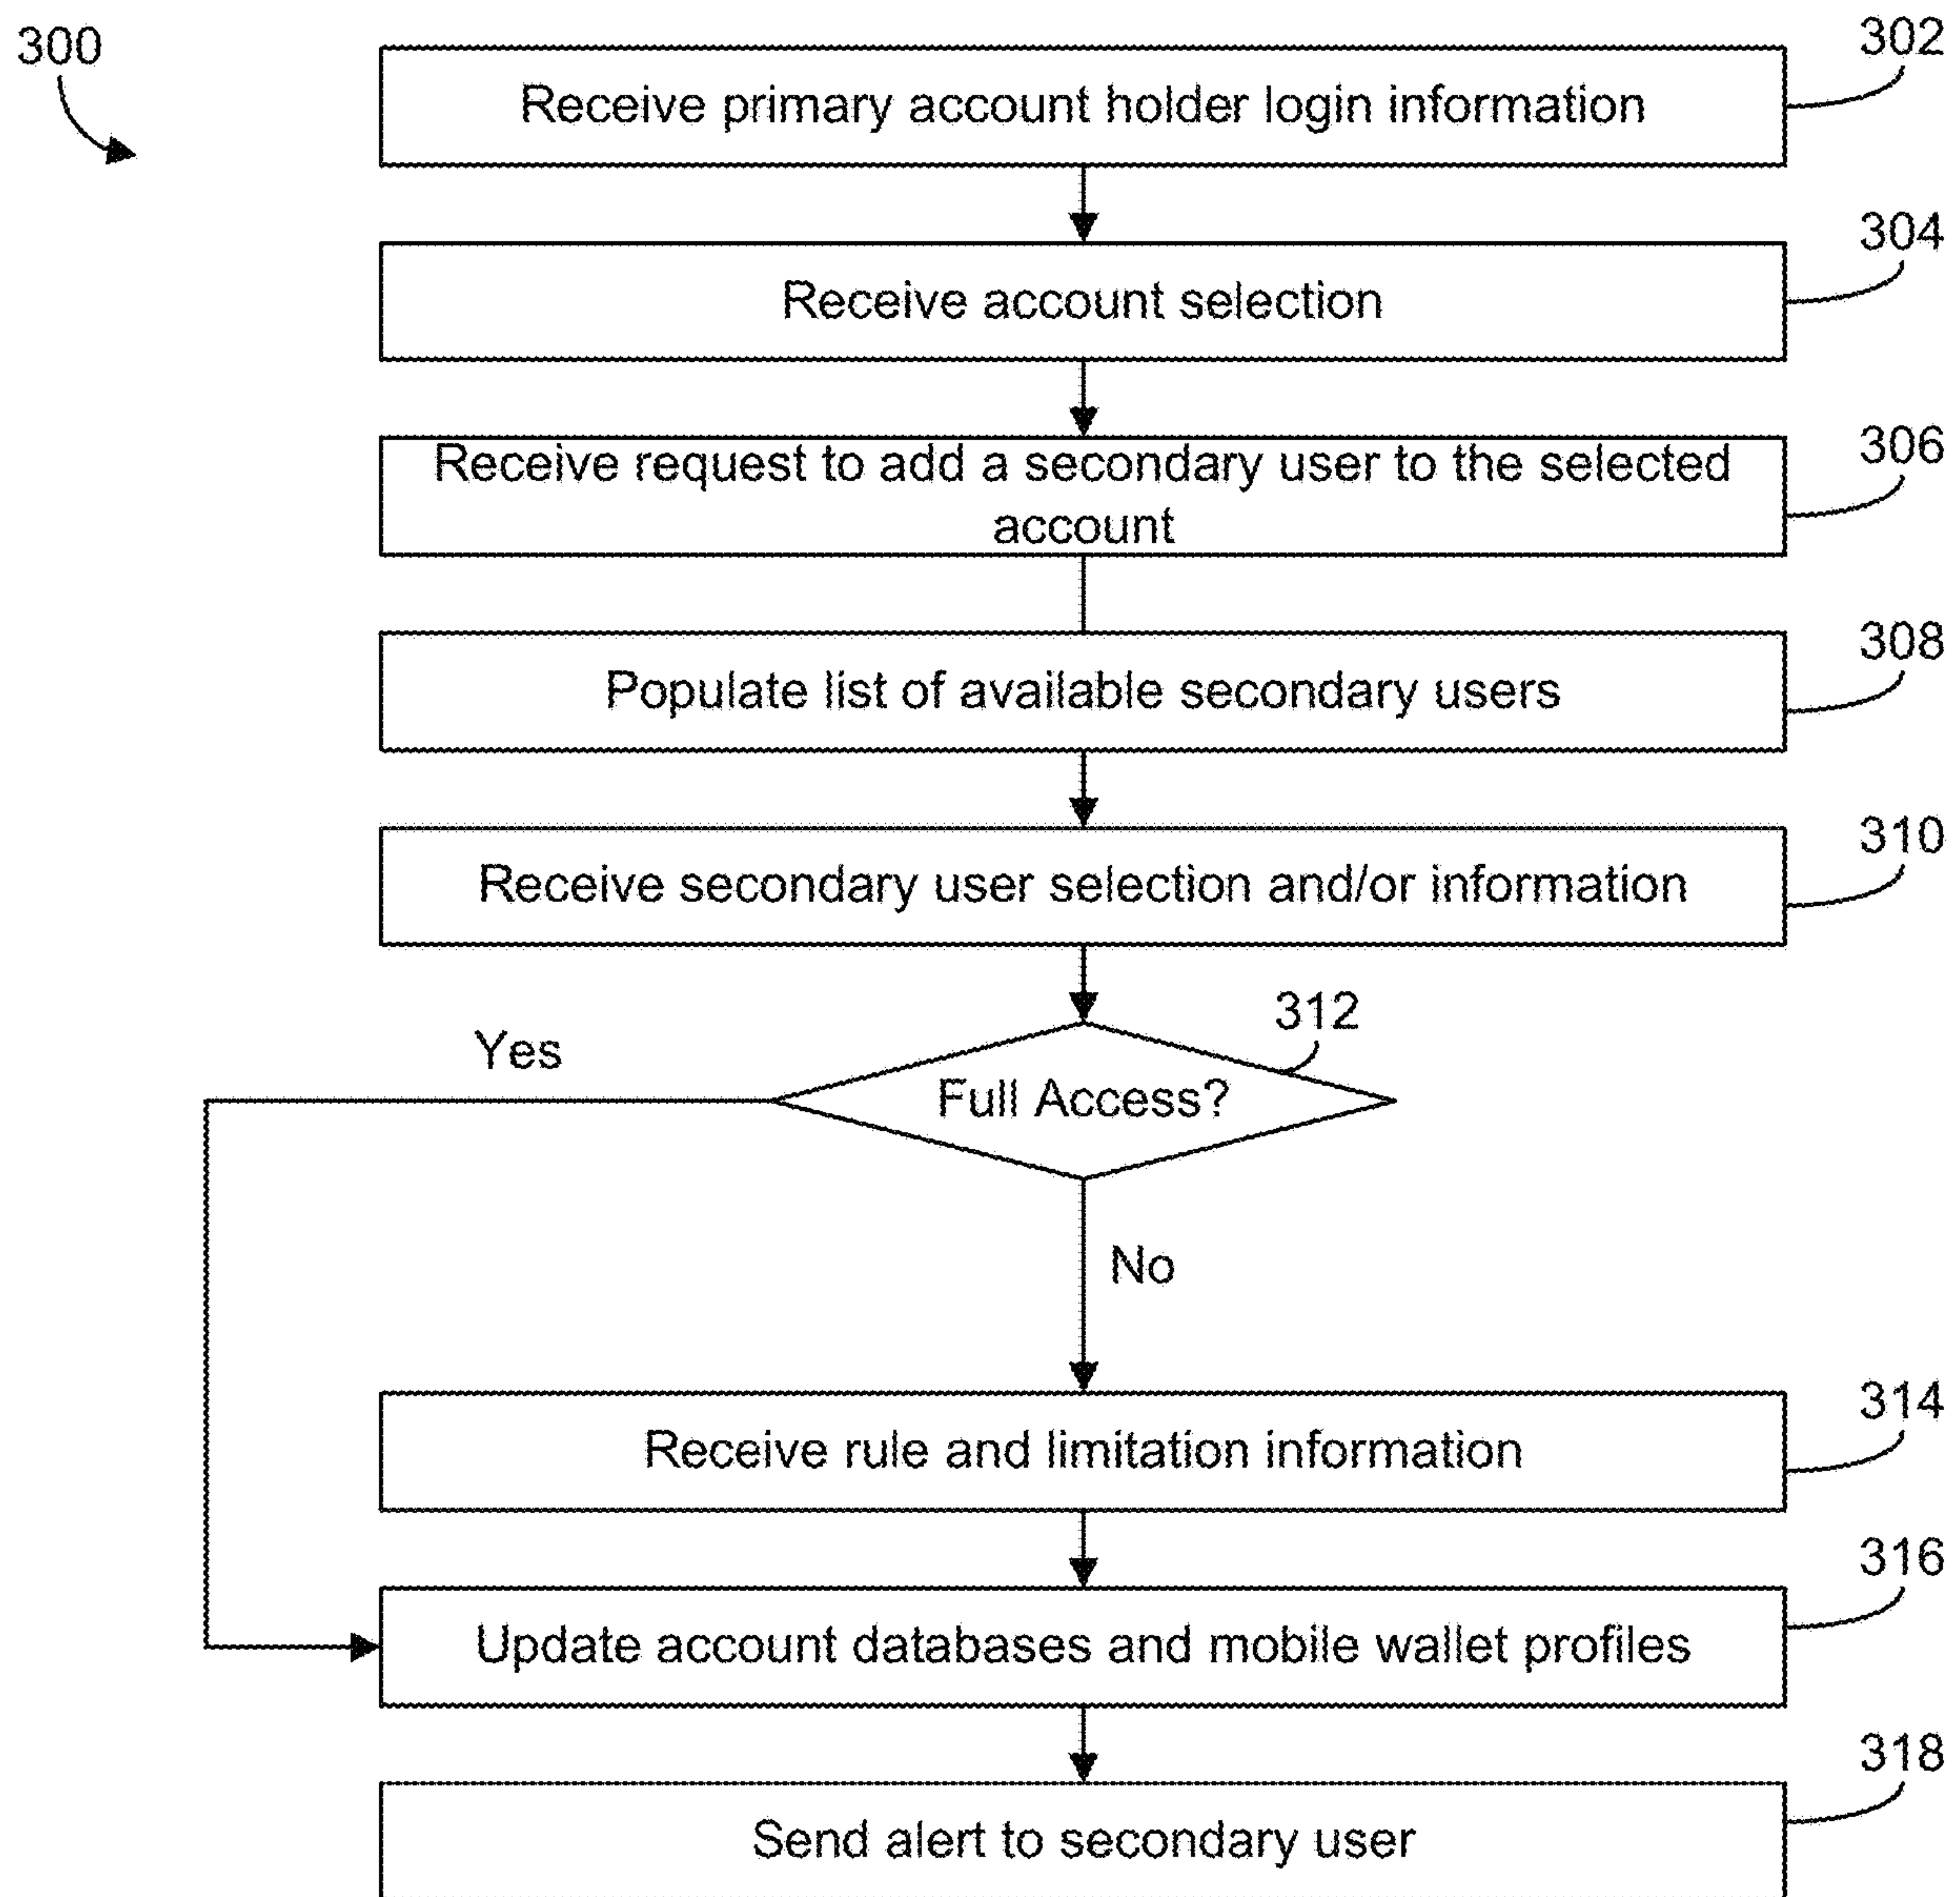 300
302
Receive primary account holder login information
304
Receive account selection
306
Receive request to add a secondary user to the selected
account
308
Populate list of available secondary users
310
Receive secondary user selection and/or information
312
Yes
Full Access?
No
314
Receive rule and limitation information
316
Update account databases and mobile wallet profiles
318
Send alert to secondary user